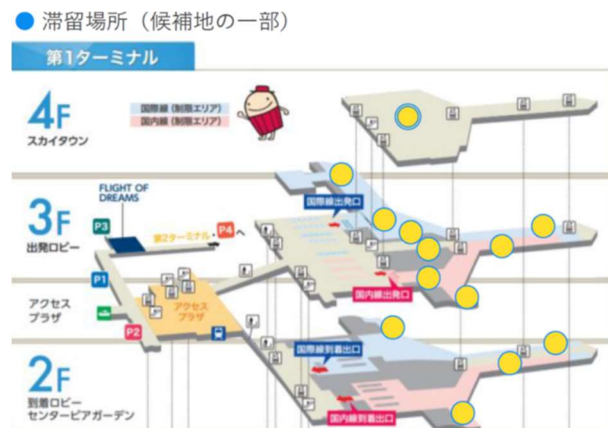 ● 滞留場所（候補地の一部）
第1ターミナル
4F
スカイタウン
国際線（制限エリア）
国内線（制限エリア）
3F
出発ロビー
FLIGHT OF
DREAMS
P3
第2ターミナル・P4へ
国際線出発口
国内線出発口
アクセス
プラザ
P1
P2
アクセス
プラザ
2F
到着ロビー
センターピアガーデン
国際線到着出口
国内線到着出口